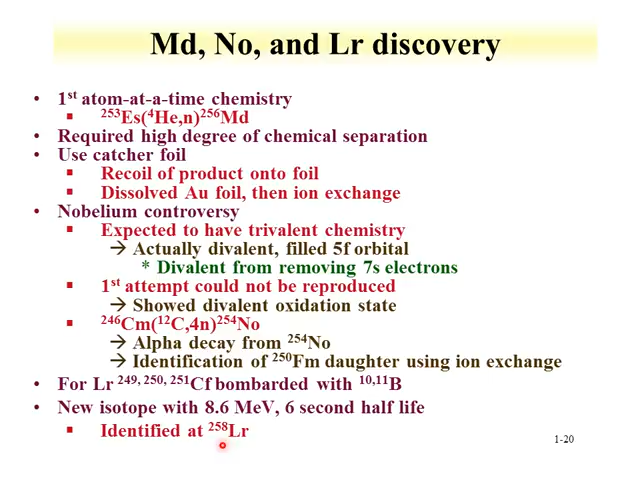 Md, No, and Lr discovery
• 1st atom-at-a-time chemistry
▪ 253Es(4He,n)256Md
• Required high degree of chemical separation
• Use catcher foil
▪ Recoil of product onto foil
▪ Dissolved Au foil, then ion exchange
• Nobelium controversy
▪ Expected to have trivalent chemistry
→ Actually divalent, filled 5f orbital
* Divalent from removing 7s electrons
▪ 1st attempt could not be reproduced
→ Showed divalent oxidation state
▪ 246Cm(12C,4n)254No
→ Alpha decay from 254No
→ Identification of 250Fm daughter using ion exchange
• For Lr 249, 250, 251Cf bombarded with 10,11B
• New isotope with 8.6 MeV, 6 second half life
▪ Identified at 258Lr
1-20